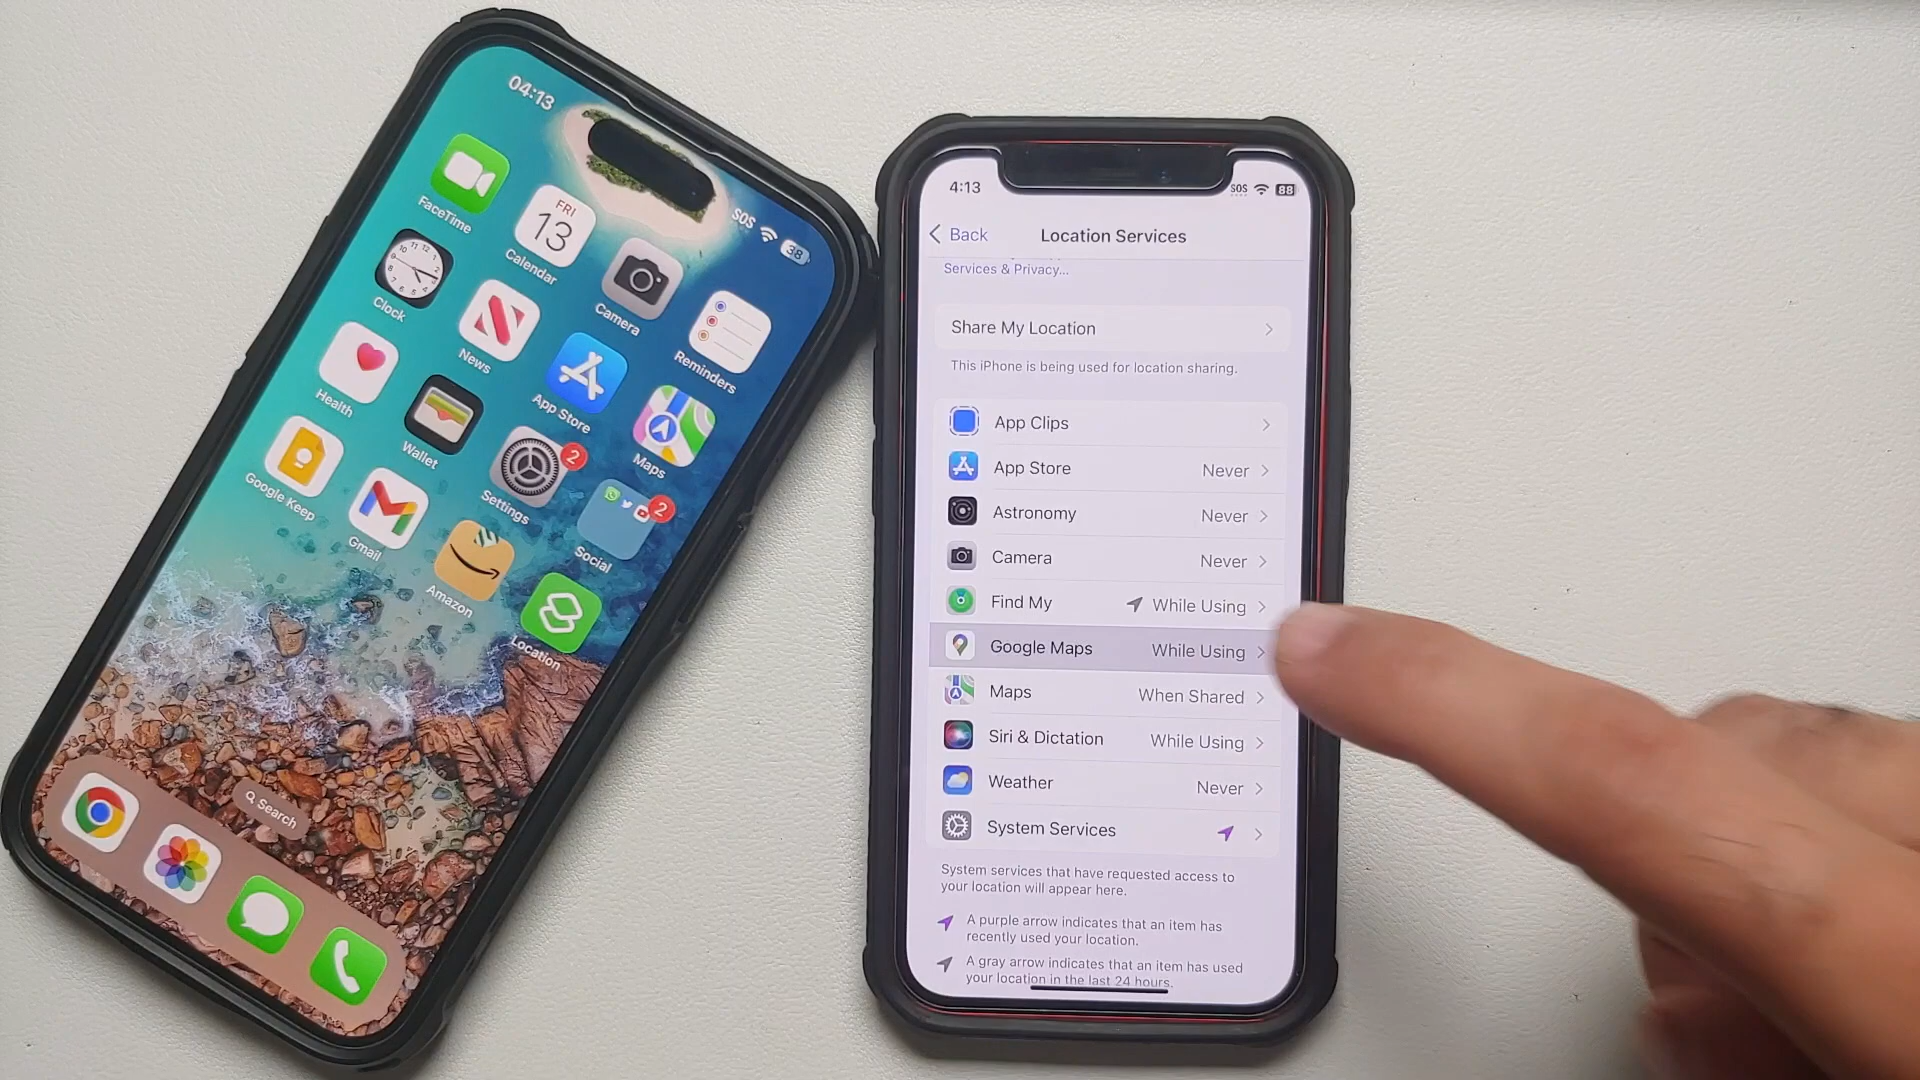 04:13
SOS 38
FaceTime
FRI
13
Calendar
Camera
Reminders
2
Clock
News
App Store
Maps
Health
Wallet
Settings
2
Social
Google Keep
Gmail
Amazon
Location
Search
4:13
SOS 88
Back
Location Services
Services & Privacy...
Share My Location
This iPhone is being used for location sharing.
App Clips
App Store Never
Astronomy Never
Camera Never
Find My While Using
Google Maps While Using
Maps When Shared
Siri & Dictation While Using
Weather Never
System Services
System services that have requested access to
your location will appear here.
A purple arrow indicates that an item has
recently used your location.
A gray arrow indicates that an item has used
your location in the last 24 hours.